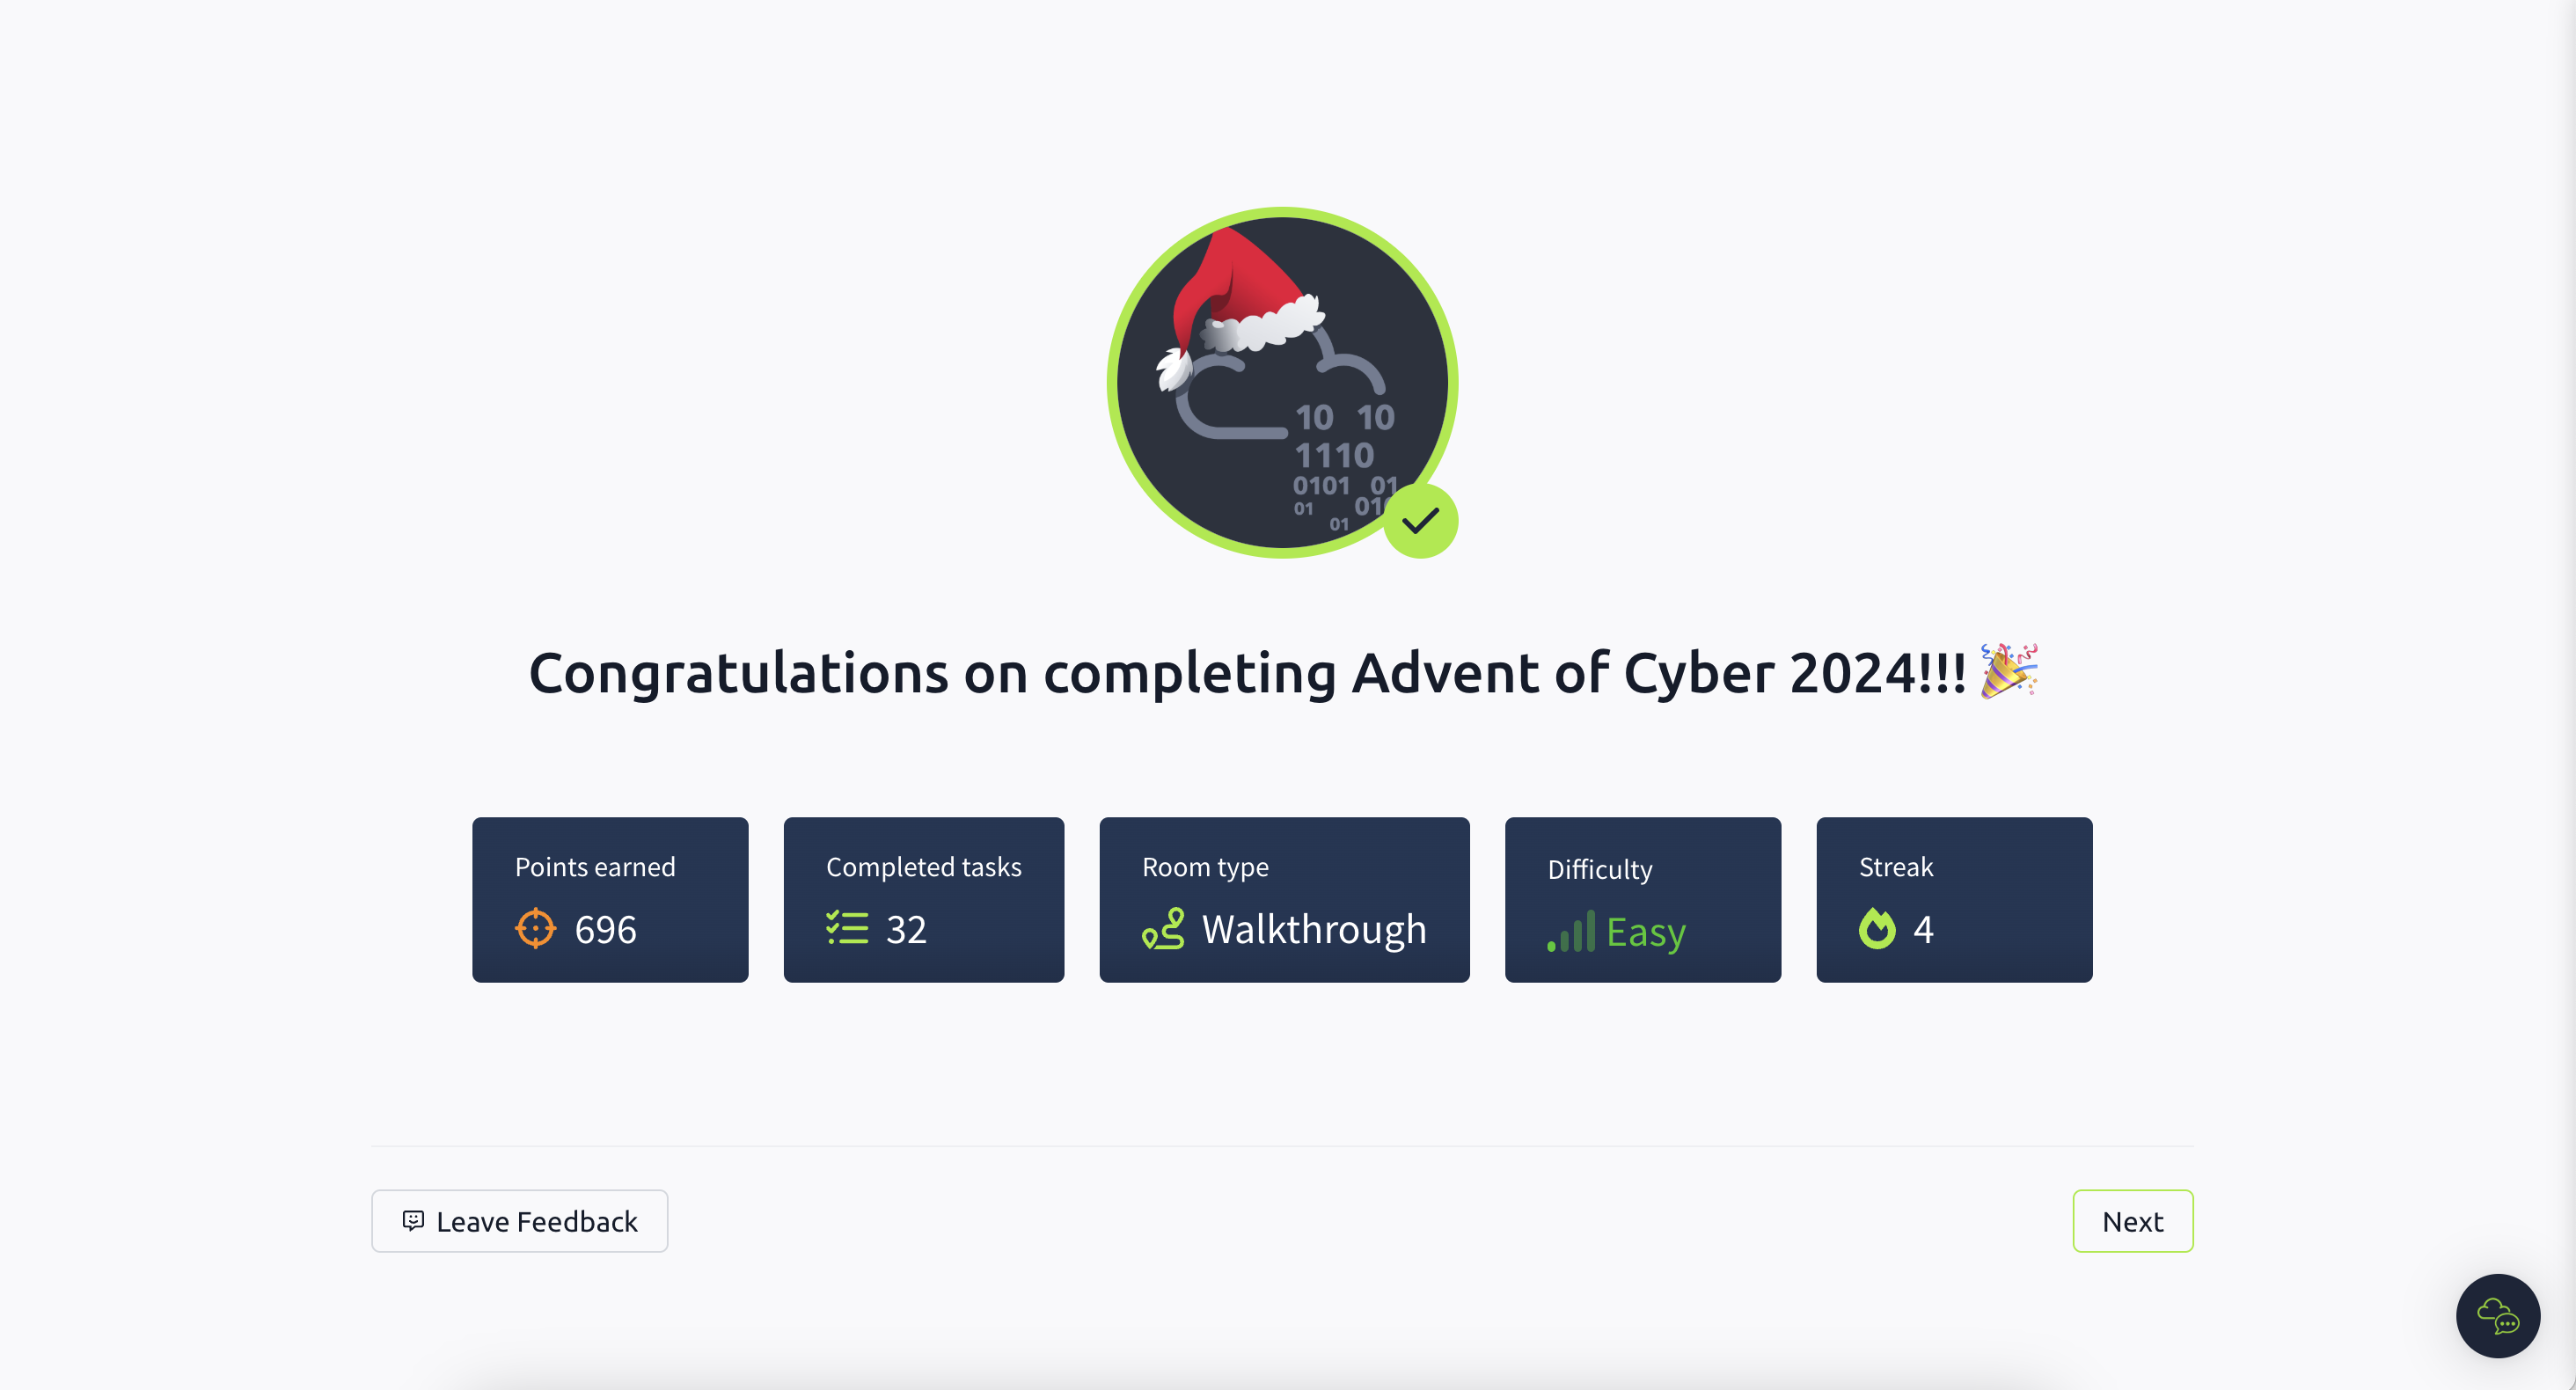 10 10
1110
0101 01
01 01
01
Congratulations on completing Advent of Cyber 2024!!! 🎉
Points earned
696
Completed tasks
32
Room type
Walkthrough
Difficulty
Easy
Streak
4
Leave Feedback
Next